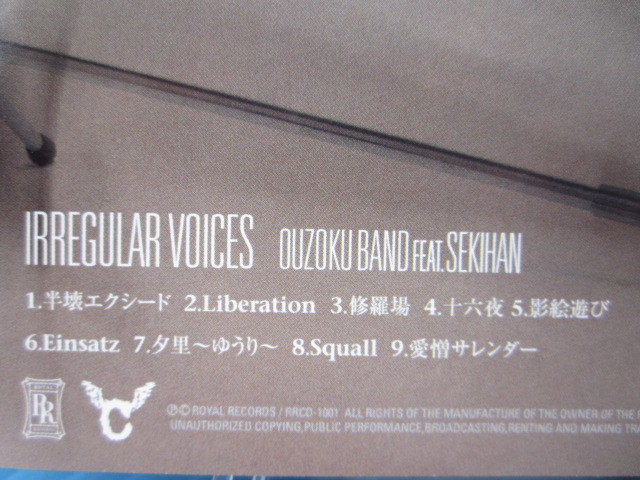 IRREGULAR VOICES OUZOKU BAND FEAT. SEKIHAN
1.半壊エクシード 2.Liberation 3.修羅場 4.十六夜 5.影絵遊び
6.Einsatz 7.夕里〜ゆうり〜 8.Squall 9.愛憎サレンダー
RR
C
℗©ROYAL RECORDS / RRCD-1001 ALL RIGHTS OF THE MANUFACTURE OF THE OWNER OF THE
UNAUTHORIZED COPYING,PUBLIC PERFORMANCE,BROADCASTING,RENTING AND MAKING